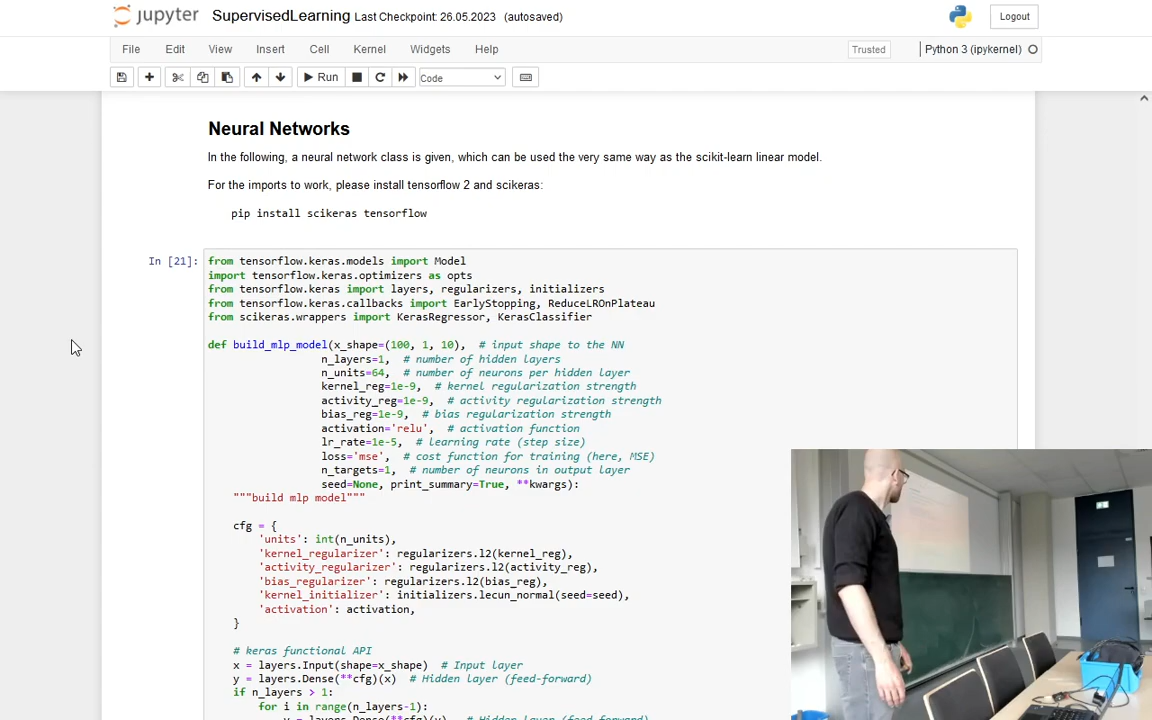 jupyter SupervisedLearning Last Checkpoint: 26.05.2023 (autosaved) Logout
File Edit View Insert Cell Kernel Widgets Help Trusted Python 3 (ipykernel)
Run Code
Neural Networks
In the following, a neural network class is given, which can be used the very same way as the scikit-learn linear model.
For the imports to work, please install tensorflow 2 and scikeras:
pip install scikeras tensorflow
In [21]: from tensorflow.keras.models import Model
import tensorflow.keras.optimizers as opts
from tensorflow.keras import layers, regularizers, initializers
from tensorflow.keras.callbacks import EarlyStopping, ReduceLROnPlateau
from scikeras.wrappers import KerasRegressor, KerasClassifier
def build_mlp_model(x_shape=(100, 1, 10), # input shape to the NN
n_layers=1, # number of hidden layers
n_units=64, # number of neurons per hidden layer
kernel_reg=1e-9, # kernel regularization strength
activity_reg=1e-9, # activity regularization strength
bias_reg=1e-9, # bias regularization strength
activation='relu', # activation function
lr_rate=1e-5, # learning rate (step size)
loss='mse', # cost function for training (here, MSE)
n_targets=1, # number of neurons in output layer
seed=None, print_summary=True, **kwargs):
"""build mlp model"""
cfg = {
'units': int(n_units),
'kernel_regularizer': regularizers.l2(kernel_reg),
'activity_regularizer': regularizers.l2(activity_reg),
'bias_regularizer': regularizers.l2(bias_reg),
'kernel_initializer': initializers.lecun_normal(seed=seed),
'activation': activation,
}
# keras functional API
x = layers.Input(shape=x_shape) # Input layer
y = layers.Dense(**cfg)(x) # Hidden layer (feed-forward)
if n_layers > 1:
for i in range(n_layers-1):
y = layers.Dense(**cfg)(y) # Hidden layer (feed-forward)